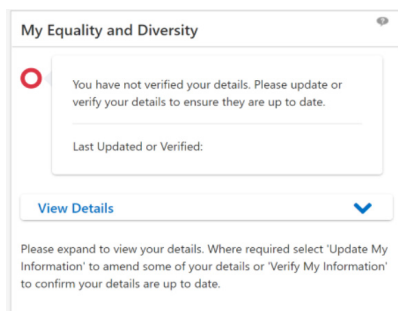 My Equality and Diversity
You have not verified your details. Please update or
verify your details to ensure they are up to date.
Last Updated or Verified:
View Details
Please expand to view your details. Where required select 'Update My
Information' to amend some of your details or 'Verify My Information'
to confirm your details are up to date.